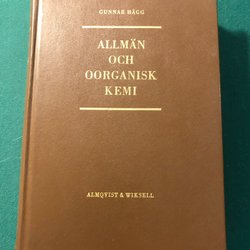 GUNNAR HÄGG
ALLMÄN
OCH
OORGANISK
KEMI
ALMQVIST & WIKSELL